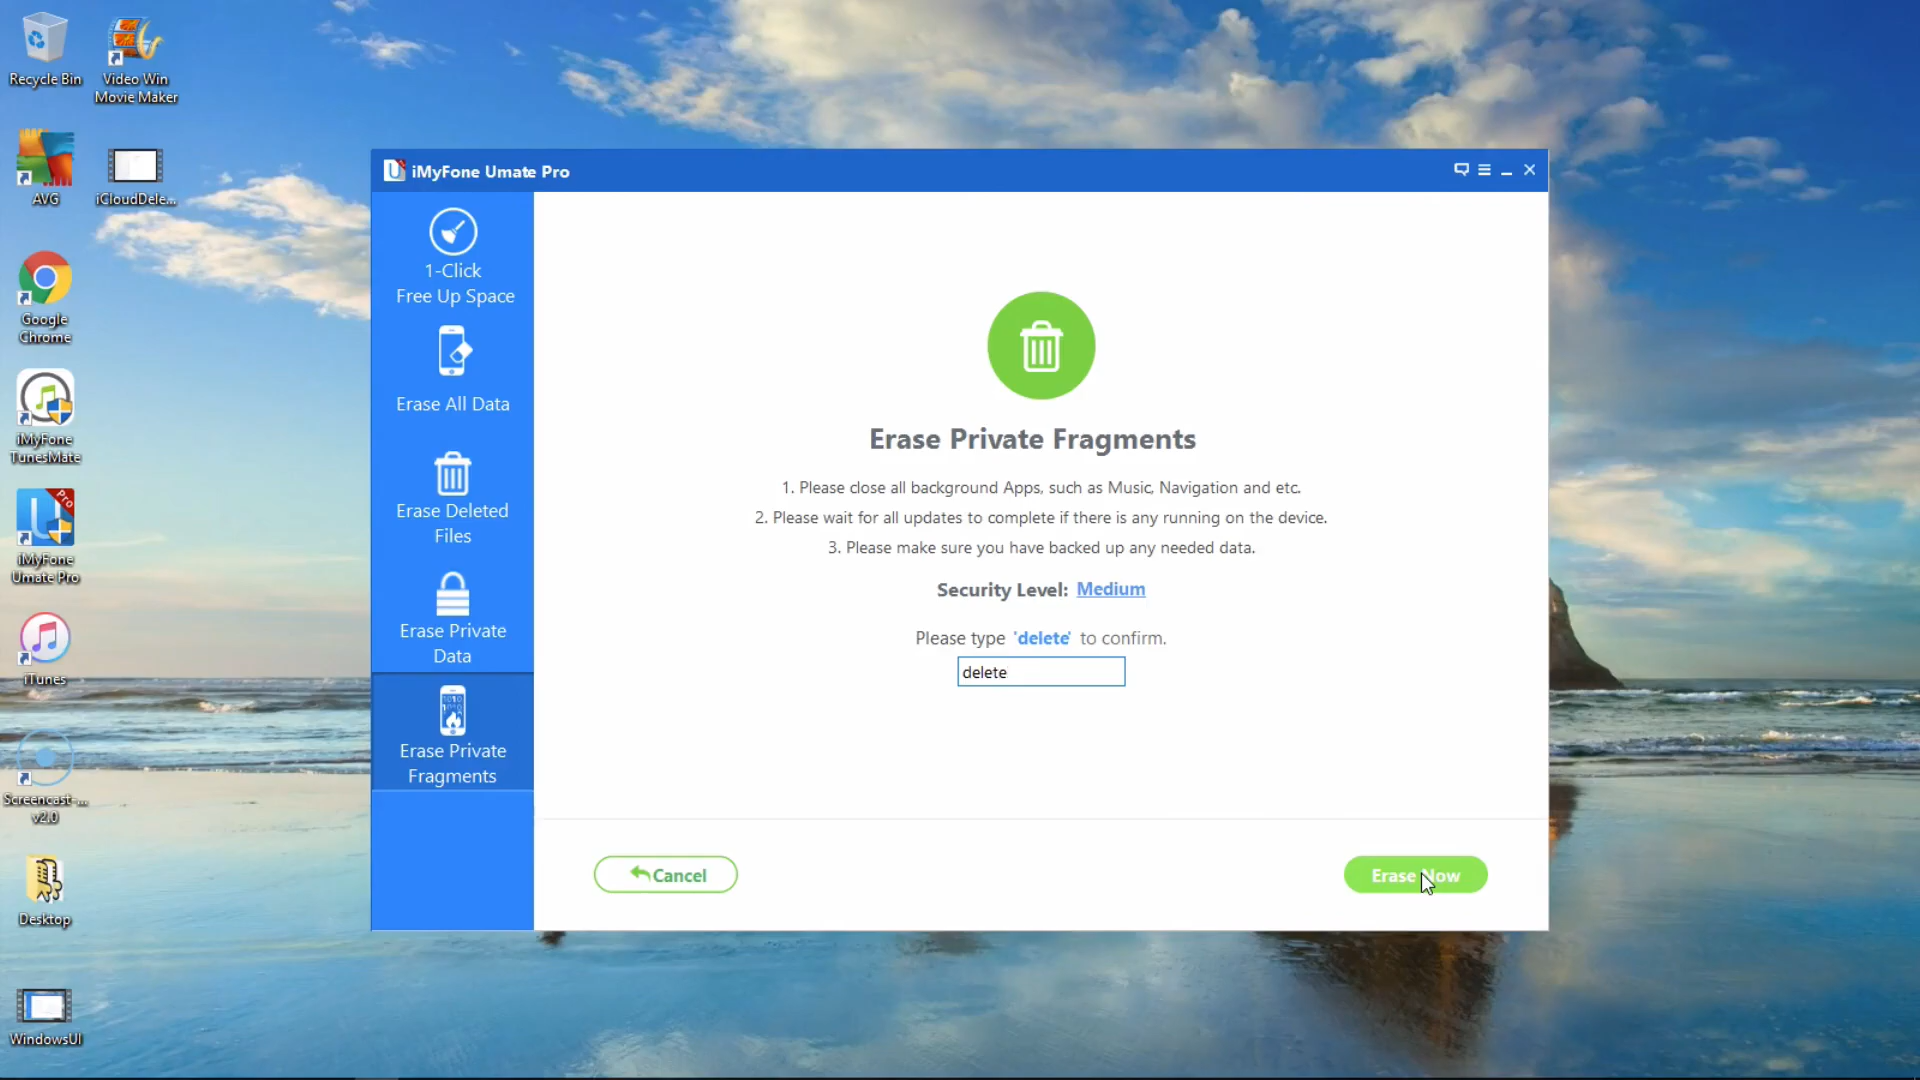 Recycle Bin
Video Win
Movie Maker
AVG
iCloudDele...
Google
Chrome
iMyFone
TunesMate
Pro
iMyFone
Umate Pro
iTunes
Screencast-...
v2.0
Desktop
WindowsUI
iMyFone Umate Pro
1-Click
Free Up Space
Erase All Data
Erase Deleted
Files
Erase Private
Data
Erase Private
Fragments
Erase Private Fragments
1. Please close all background Apps, such as Music, Navigation and etc.
2. Please wait for all updates to complete if there is any running on the device.
3. Please make sure you have backed up any needed data.
Security Level: Medium
Please type 'delete' to confirm.
delete
Cancel
Erase Now